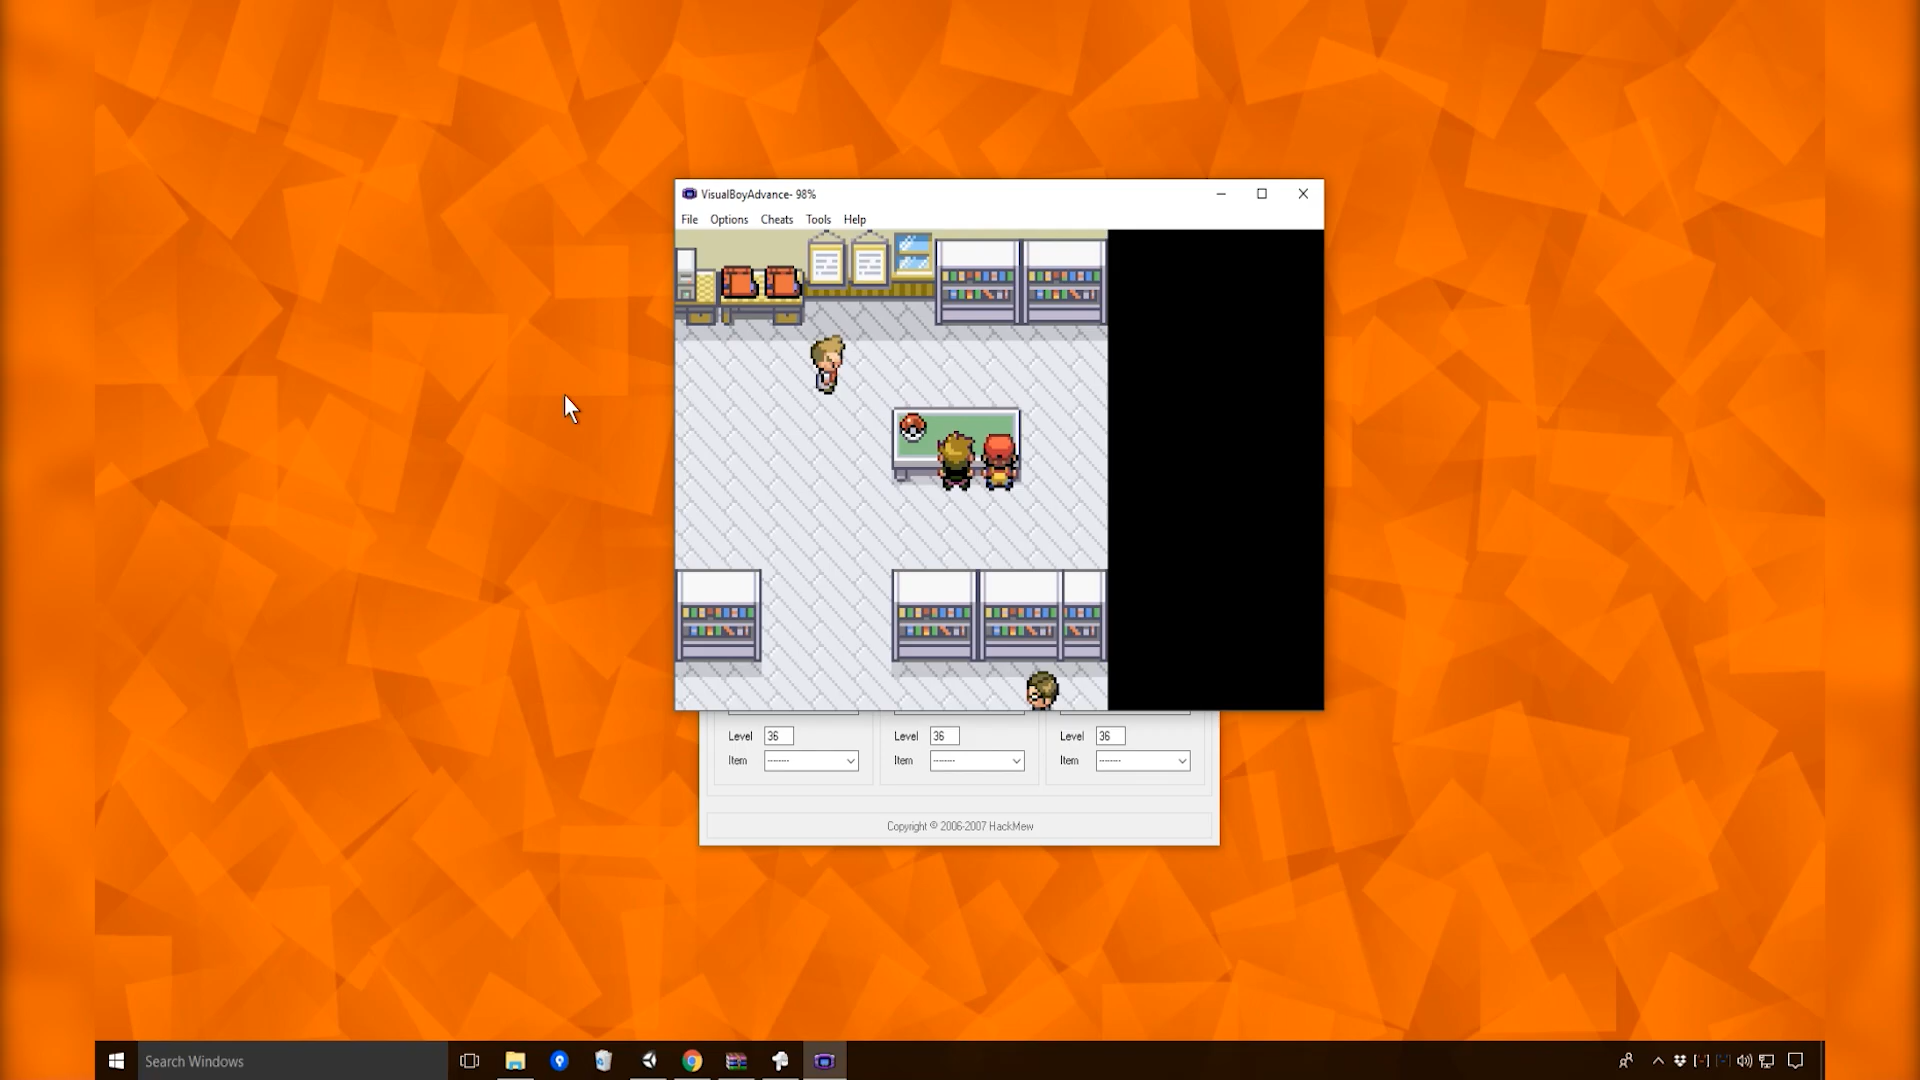 VisualBoyAdvance- 98%
File Options Cheats Tools Help
Level 36 Level 36 Level 36
Item -------- Item -------- Item --------
Copyright © 2006-2007 HackMew
Search Windows